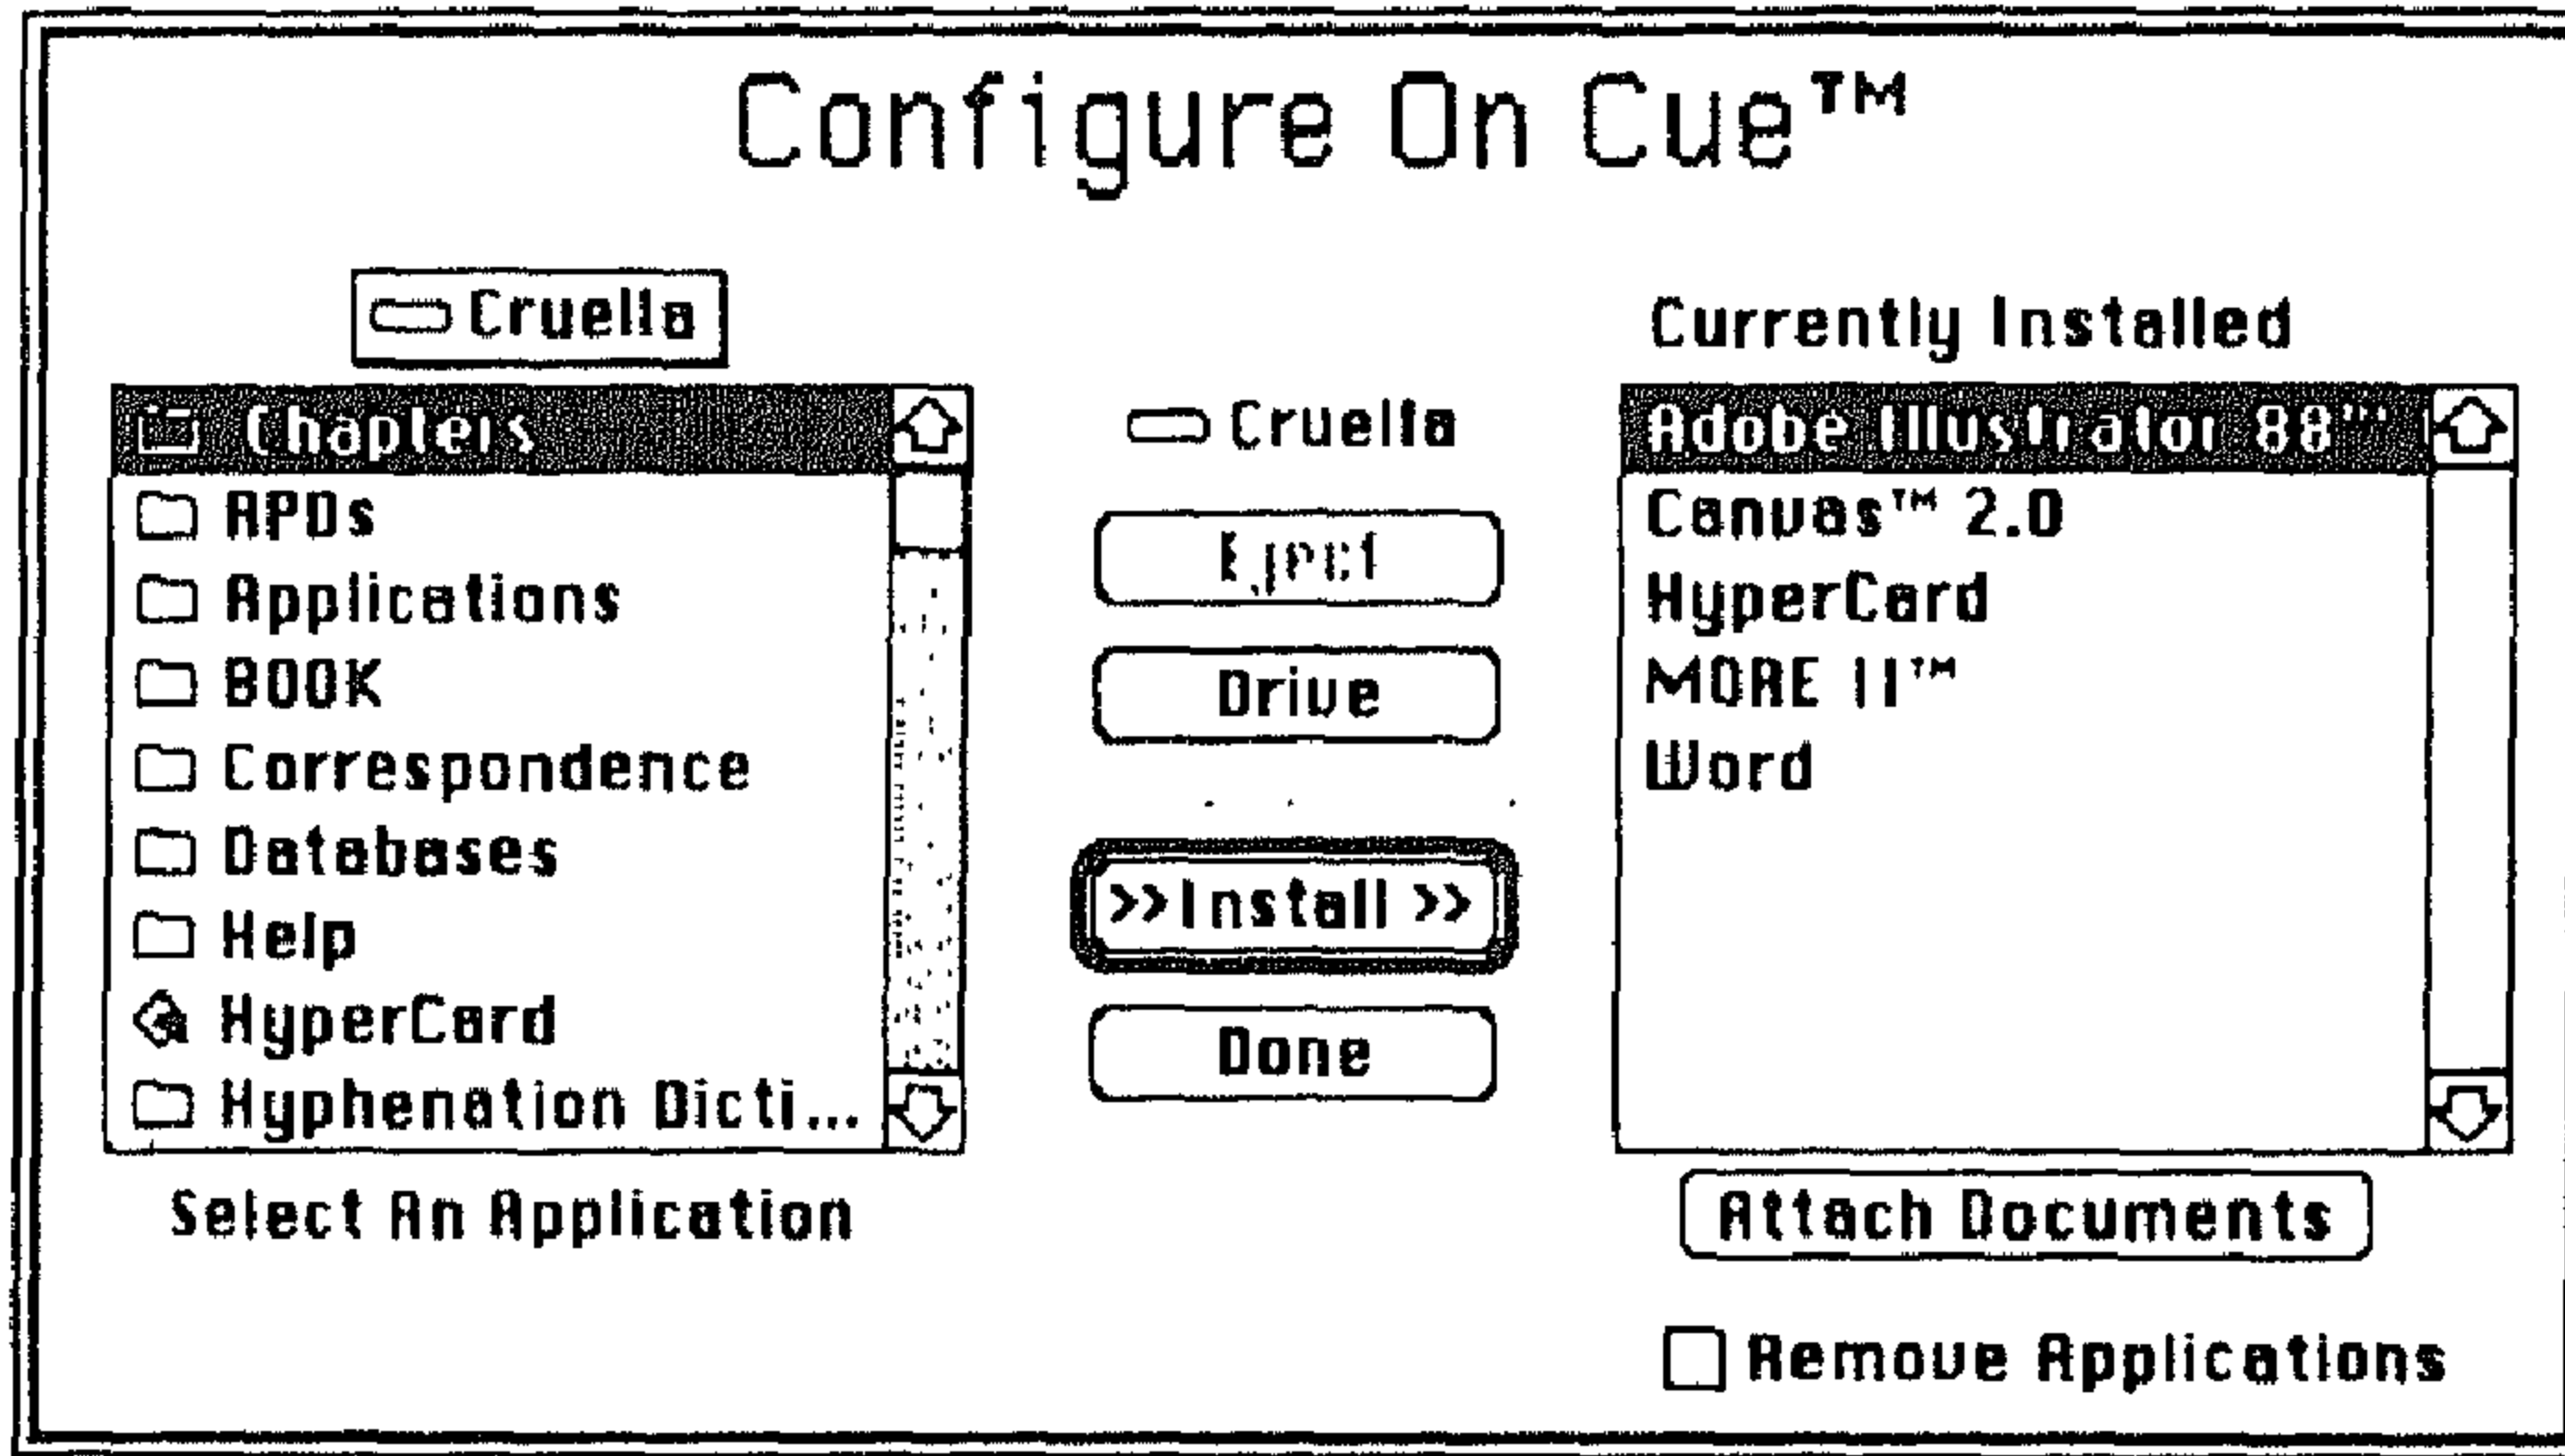 Configure On Cue™
Cruella
Chapters
APDs
Applications
BOOK
Correspondence
Databases
Help
HyperCard
Hyphenation Dicti...
Select An Application
Cruella
Eject
Drive
>>Install >>
Done
Currently Installed
Adobe Illustrator 88™
Canvas™ 2.0
HyperCard
MORE II™
Word
Attach Documents
Remove Applications